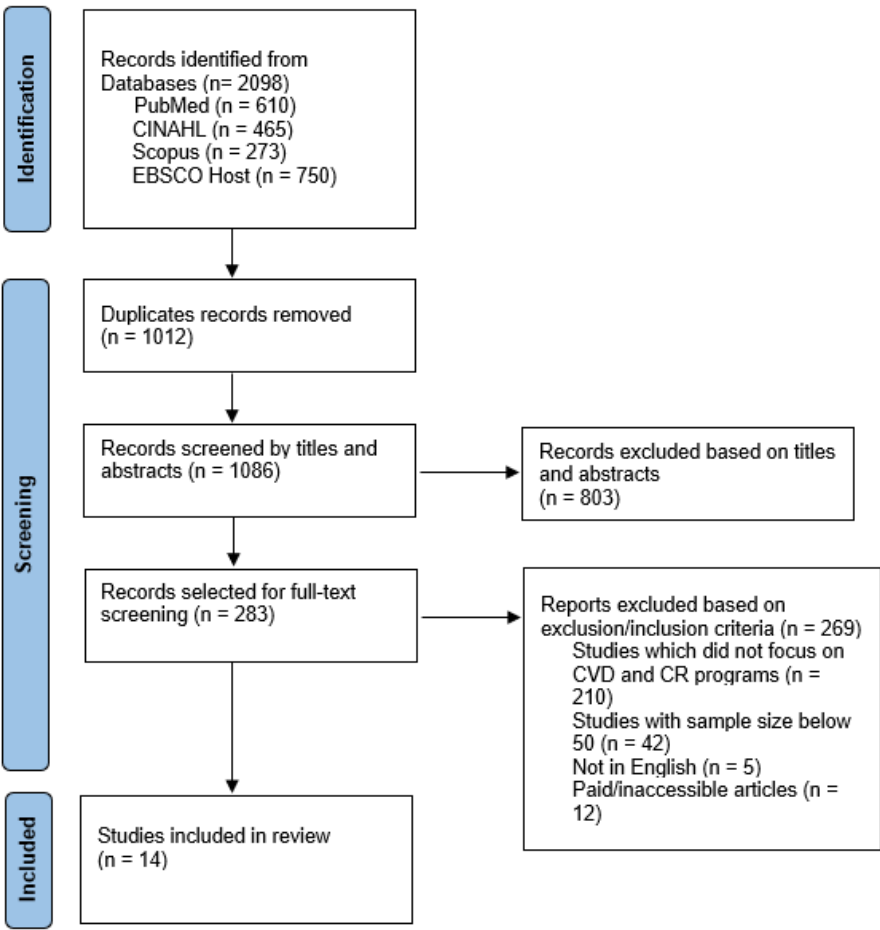 Identification
Records identified from
Databases (n= 2098)
PubMed (n = 610)
CINAHL (n = 465)
Scopus (n = 273)
EBSCO Host (n = 750)
Screening
Duplicates records removed
(n = 1012)
Records screened by titles and
abstracts (n = 1086)
Records excluded based on titles
and abstracts
(n = 803)
Records selected for full-text
screening (n = 283)
Reports excluded based on
exclusion/inclusion criteria (n = 269)
Studies which did not focus on
CVD and CR programs (n =
210)
Studies with sample size below
50 (n = 42)
Not in English (n = 5)
Paid/inaccessible articles (n =
12)
Included
Studies included in review
(n = 14)